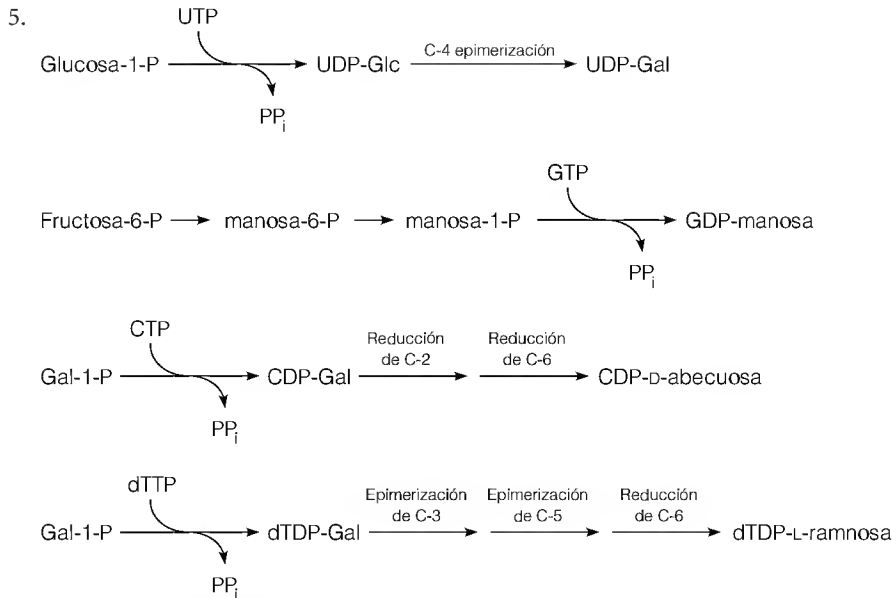 5.
UTP
Glucosa-1-P UDP-Glc C-4 epimerización UDP-Gal
PPi
GTP
Fructosa-6-P manosa-6-P manosa-1-P GDP-manosa
PPi
CTP
Reducción de C-2
Reducción de C-6
Gal-1-P CDP-Gal CDP-D-abecuosa
PPi
dTTP
Epimerización de C-3
Epimerización de C-5
Reducción de C-6
Gal-1-P dTDP-Gal dTDP-L-ramnosa
PPi